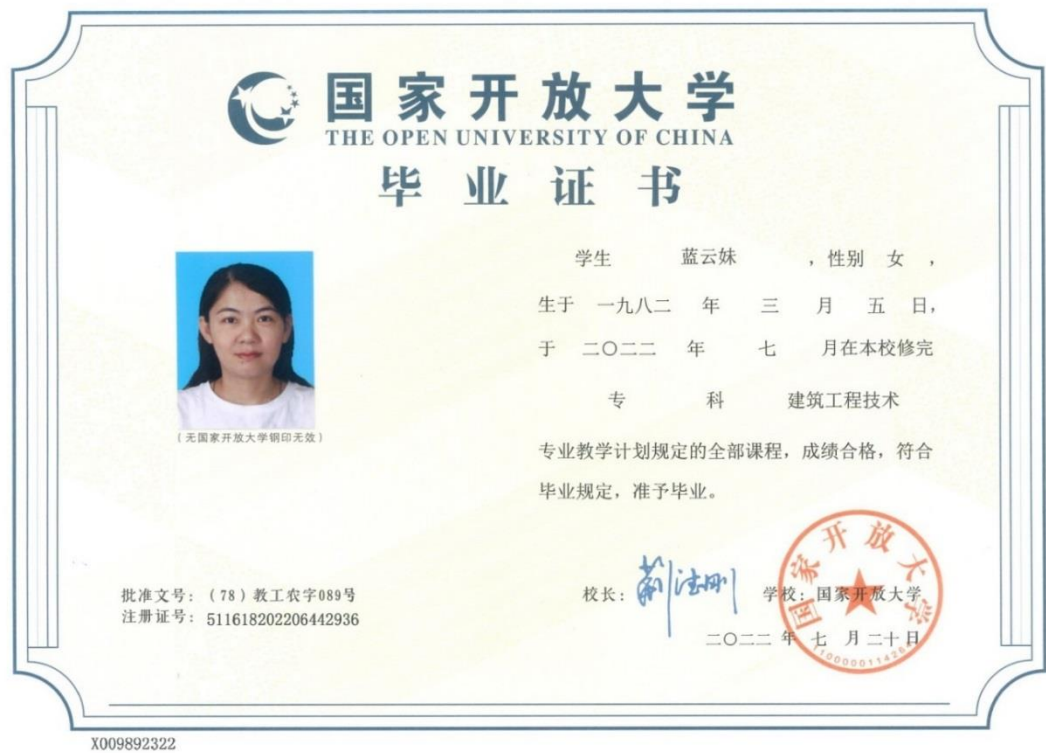 国家开放大学
THE OPEN UNIVERSITY OF CHINA
毕业证书
学生 蓝云妹 ，性别 女 ，
生于 一九八二 年 三 月 五 日，
于 二〇二二 年 七 月在本校修完
专 科 建筑工程技术
专业教学计划规定的全部课程，成绩合格，符合
毕业规定，准予毕业。
（无国家开放大学钢印无效）
批准文号：（78）教工农字089号
注册证号：511618202206442936
校长：荆德刚 学校：国家开放大学
二〇二二 年 七 月 二十 日
国家开放大学
X009892322